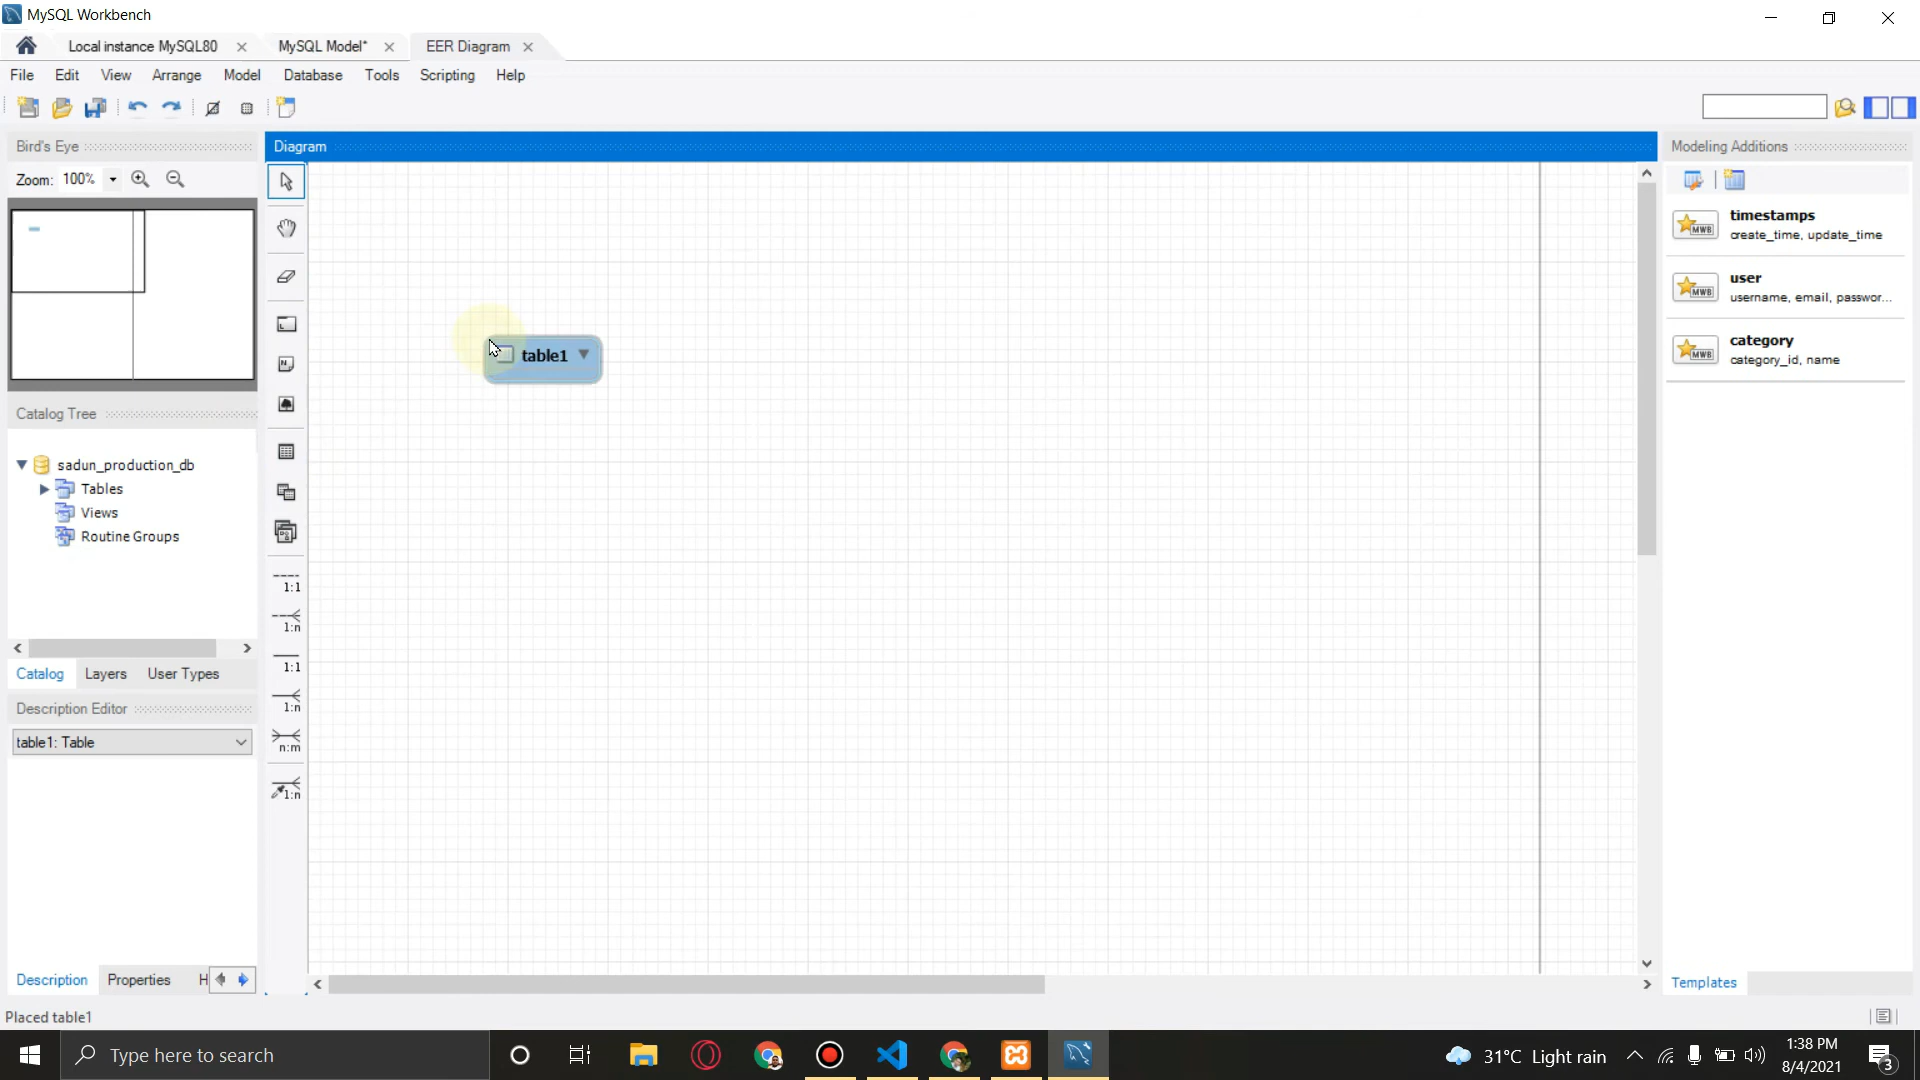 MySQL Workbench
Local instance MySQL80
MySQL Model*
EER Diagram
File Edit View Arrange Model Database Tools Scripting Help
Bird's Eye
Zoom: 100%
Catalog Tree
sadun_production_db
Tables
Views
Routine Groups
Catalog Layers User Types
Description Editor
table1: Table
Description Properties H
Placed table1
Diagram
1:1
1:n
1:1
1:n
n:m
1:n
table1
Modeling Additions
MWB
timestamps
create_time, update_time
MWB
user
username, email, passwor...
MWB
category
category_id, name
Templates
Type here to search
31°C Light rain
1:38 PM
8/4/2021
3